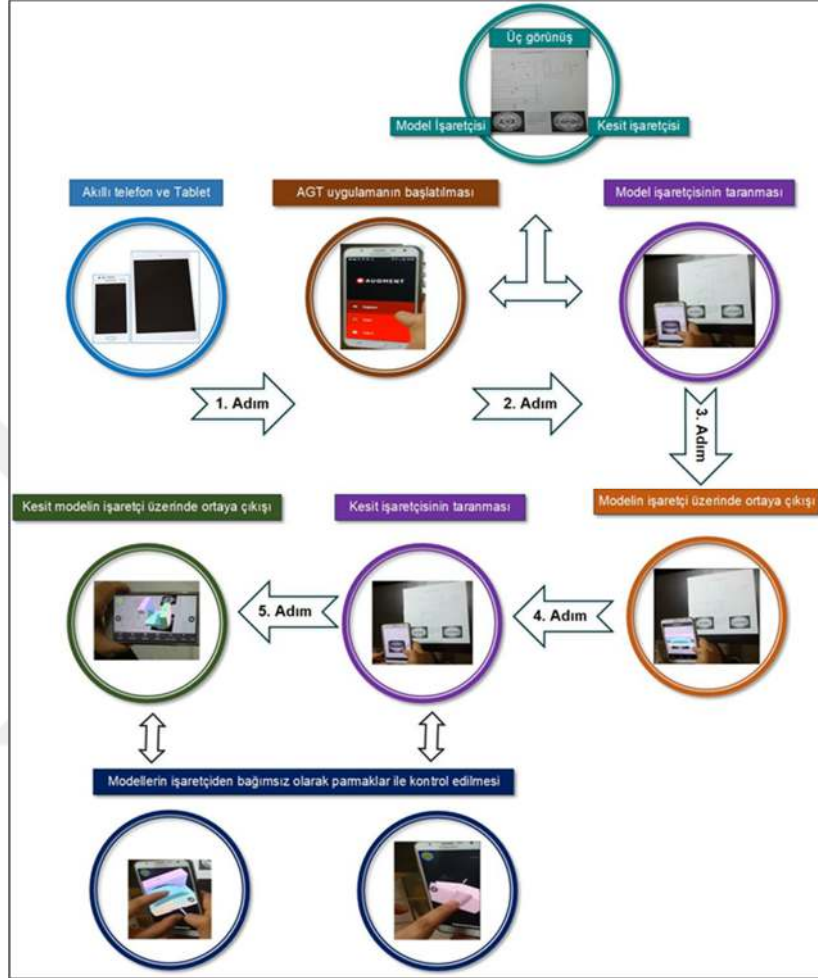 Üç görünüş
Model İşaretçisi
Kesit işaretçisi
Akıllı telefon ve Tablet
AGT uygulamanın başlatılması
Model işaretçisinin taranması
AUGMENT
1. Adım
2. Adım
3. Adım
Kesit modelin işaretçi üzerinde ortaya çıkışı
Kesit işaretçisinin taranması
Modelin işaretçi üzerinde ortaya çıkışı
5. Adım
4. Adım
Modellerin işaretçiden bağımsız olarak parmaklar ile kontrol edilmesi